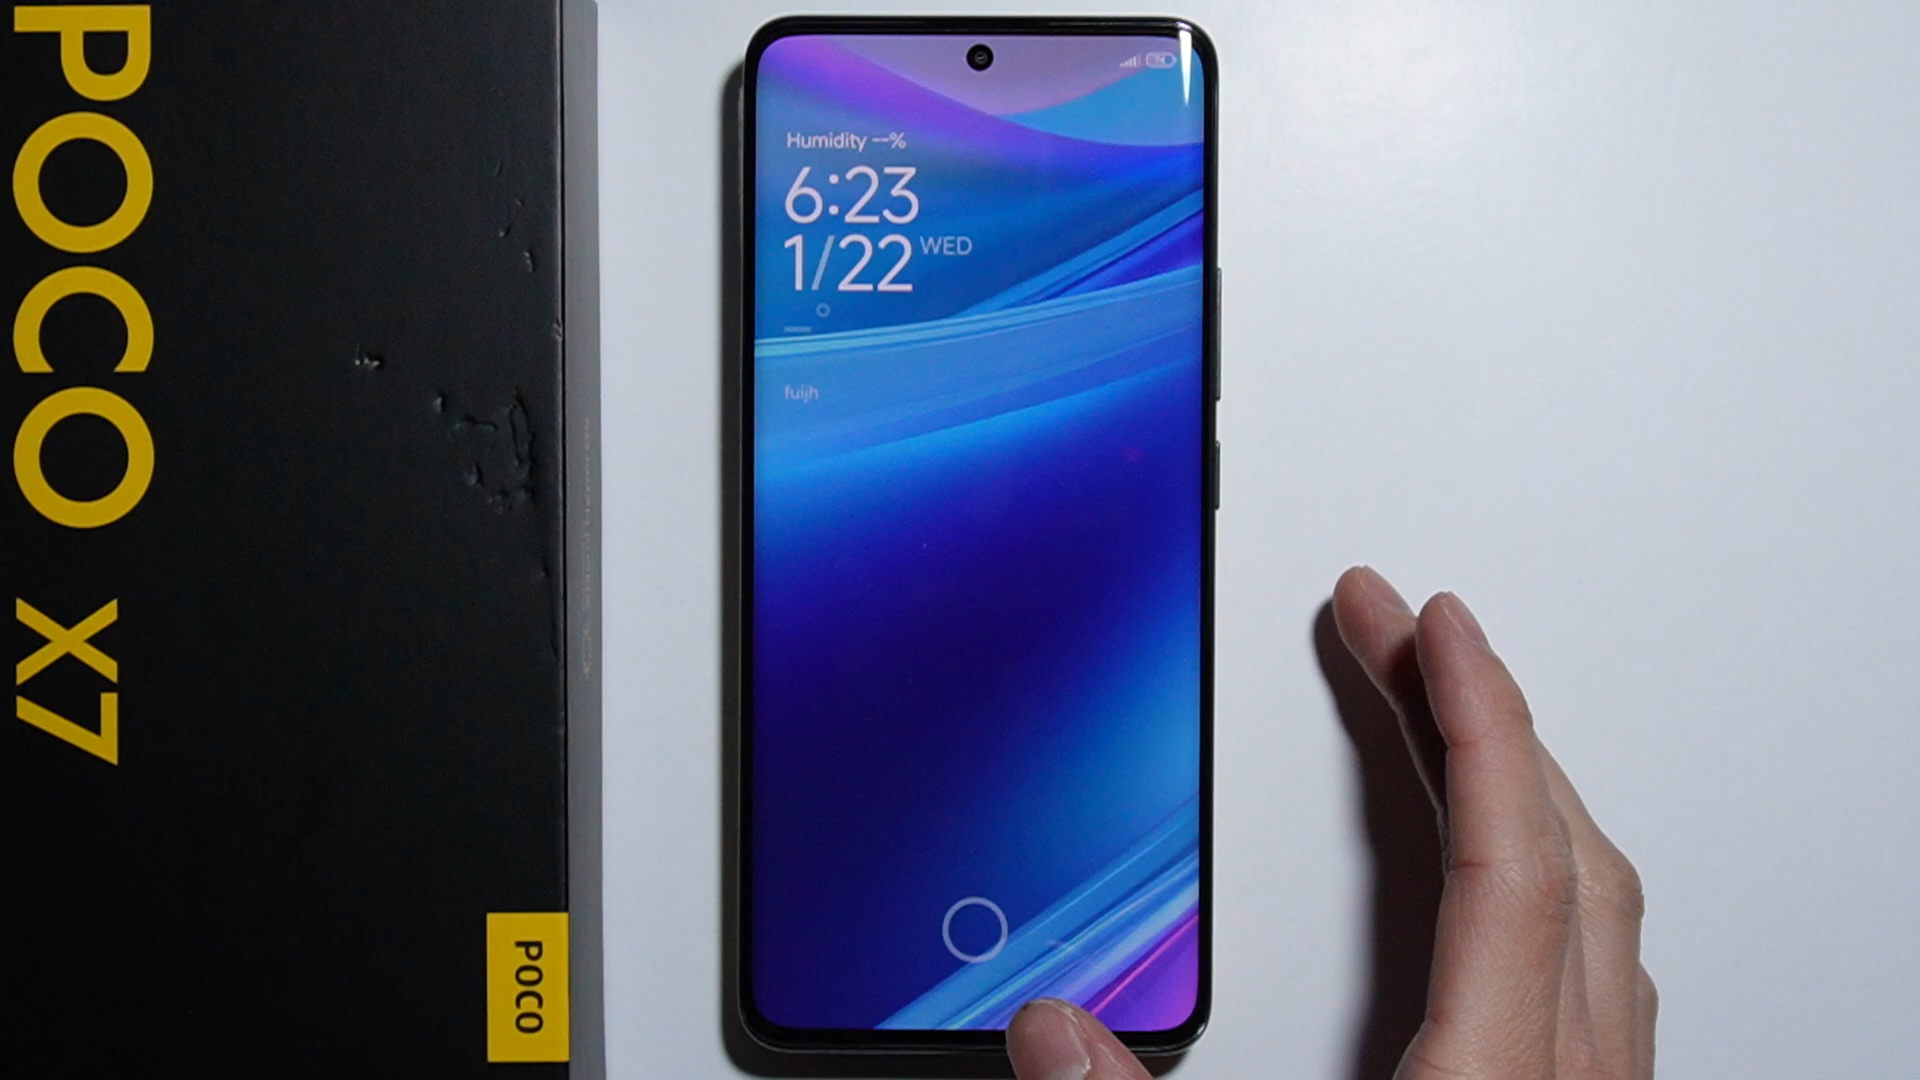 POCO X7
POCO
Humidity --%
6:23
1/22 WED
fuijh